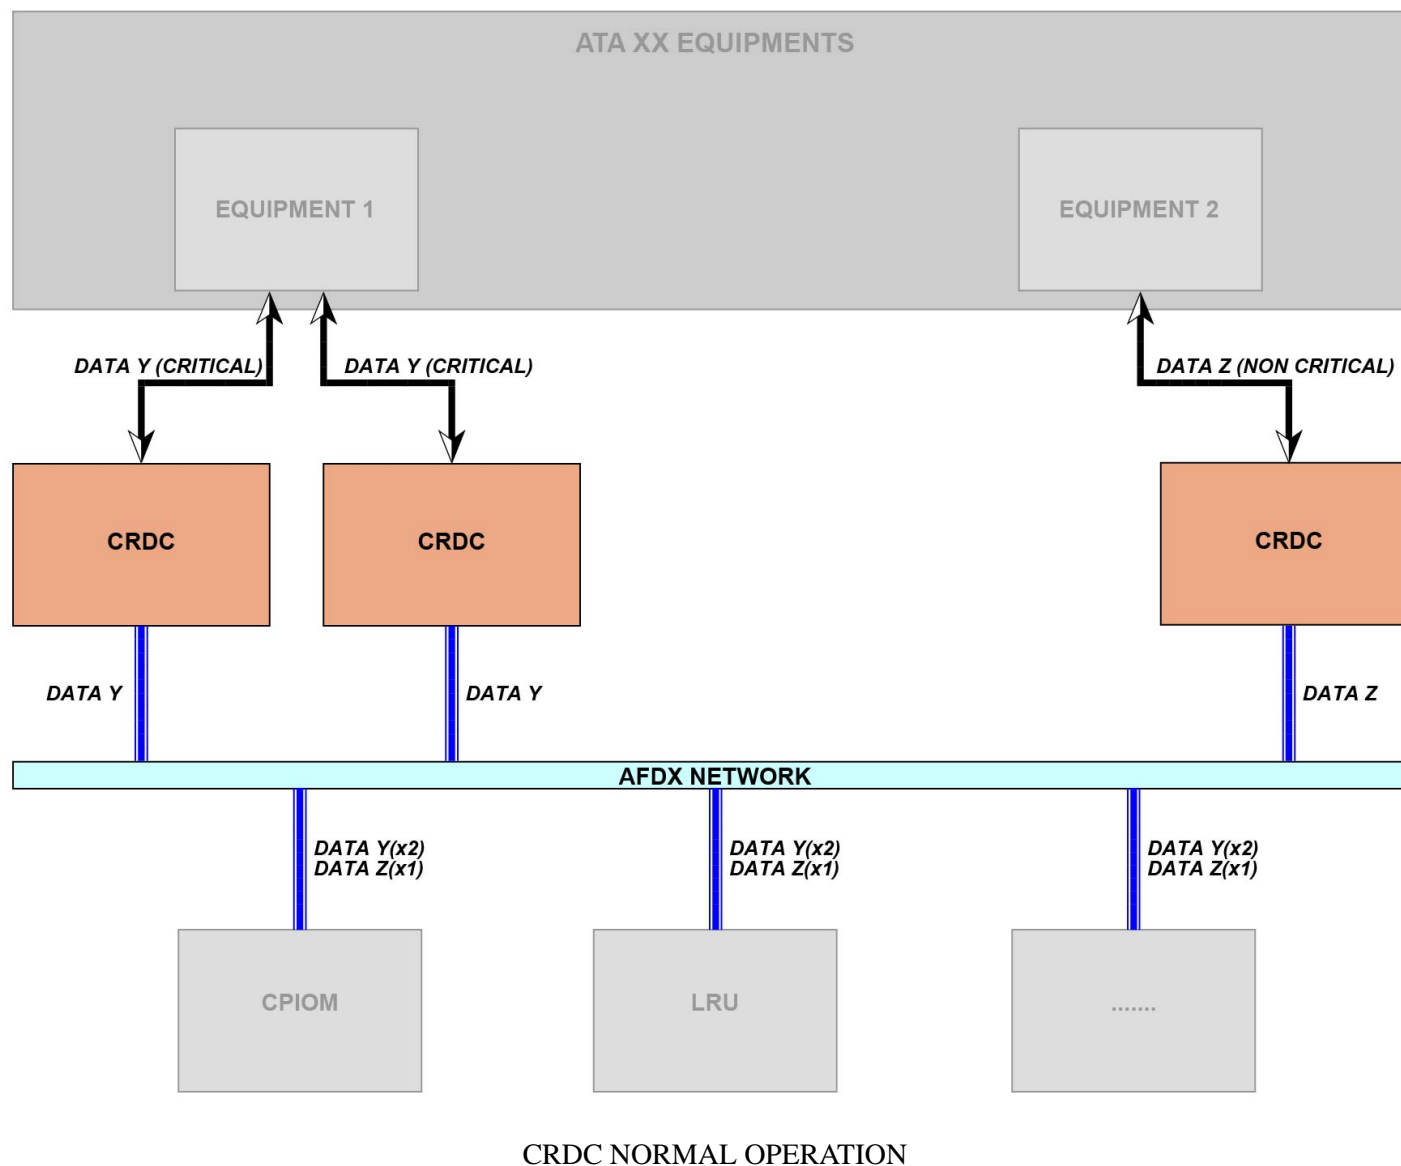 ATA XX EQUIPMENTS
EQUIPMENT 1
EQUIPMENT 2
DATA Y (CRITICAL)
DATA Y (CRITICAL)
DATA Z (NON CRITICAL)
CRDC
CRDC
CRDC
DATA Y
DATA Y
DATA Z
AFDX NETWORK
DATA Y(x2)
DATA Z(x1)
DATA Y(x2)
DATA Z(x1)
DATA Y(x2)
DATA Z(x1)
CPIOM
LRU
.......
CRDC NORMAL OPERATION